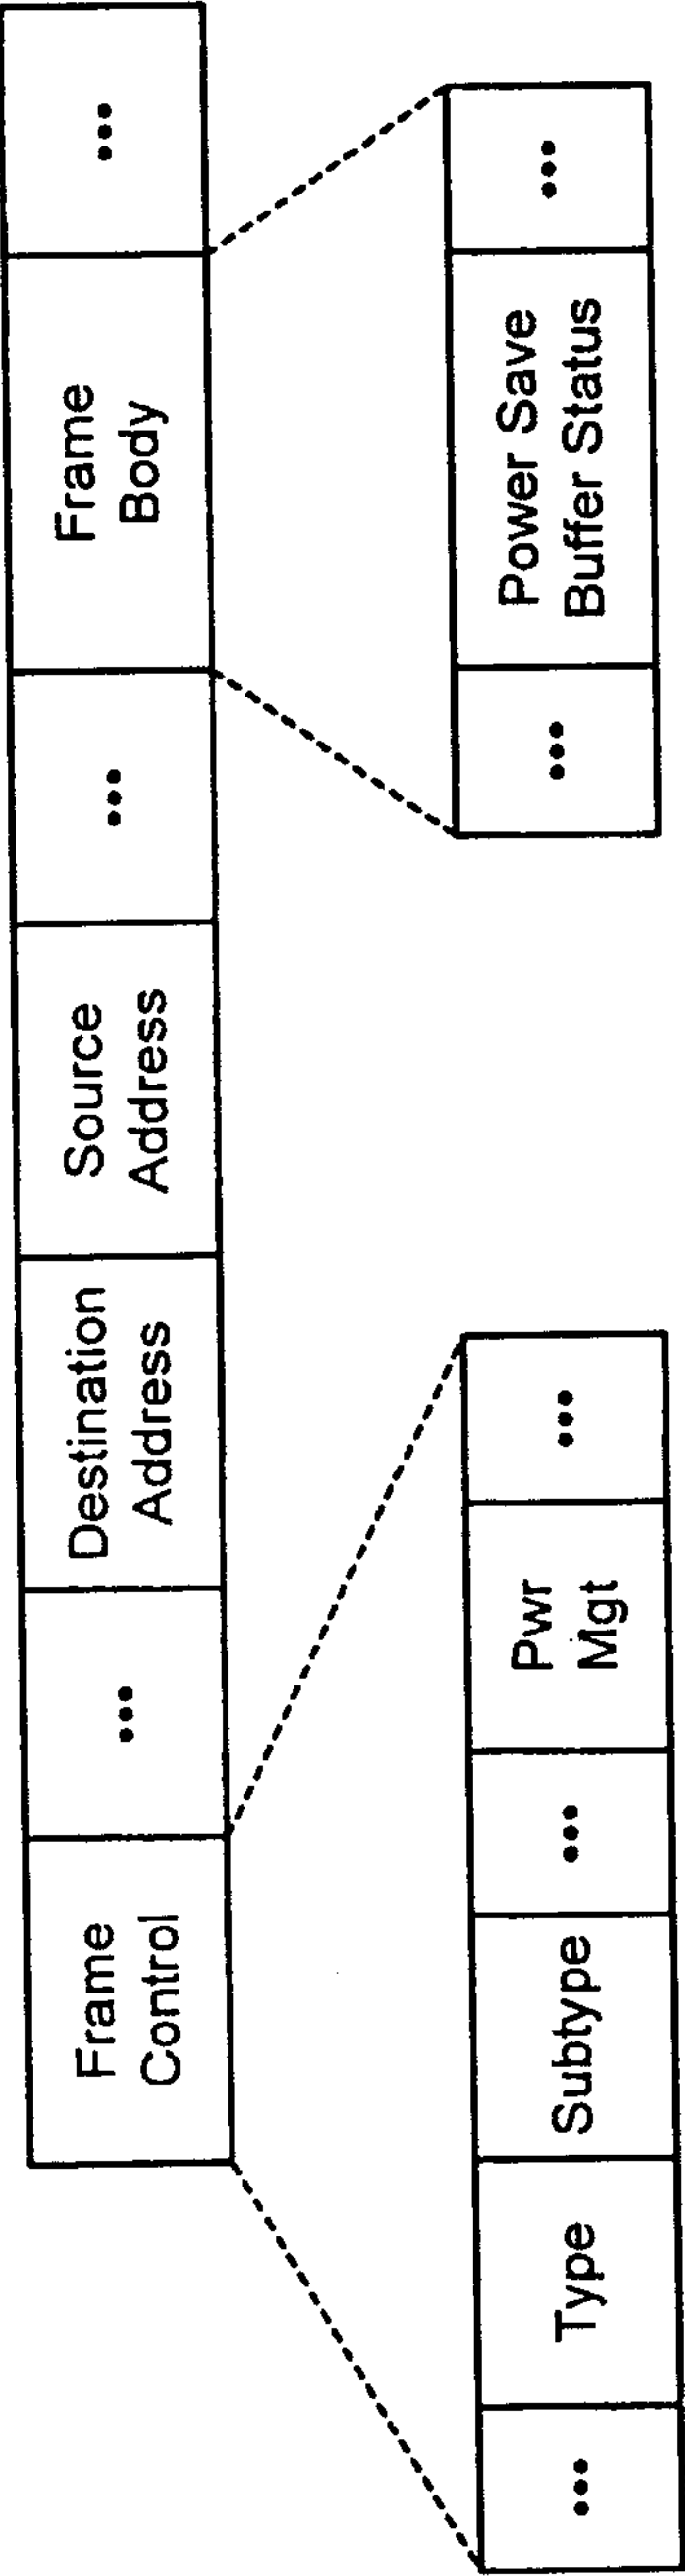 Frame
Control
...
Destination
Address
Source
Address
...
Frame
Body
...
...
Type
Subtype
...
Pwr
Mgt
...
...
Power Save
Buffer Status
...